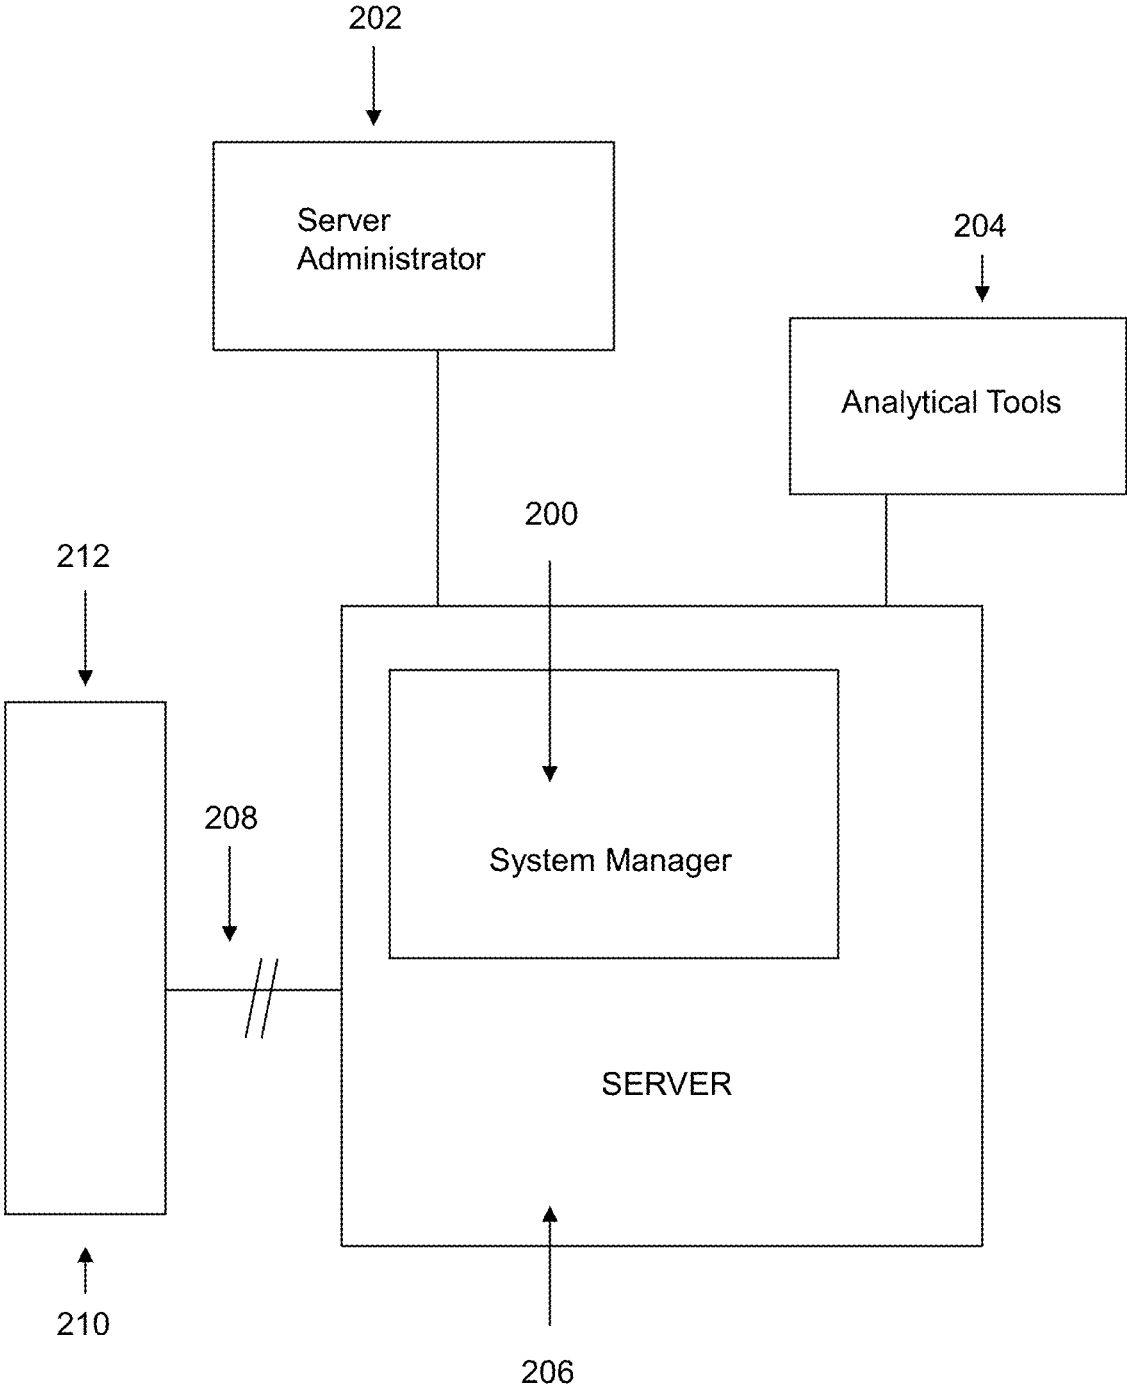 202
Server
Administrator
204
Analytical Tools
200
212
208
System Manager
SERVER
210
206